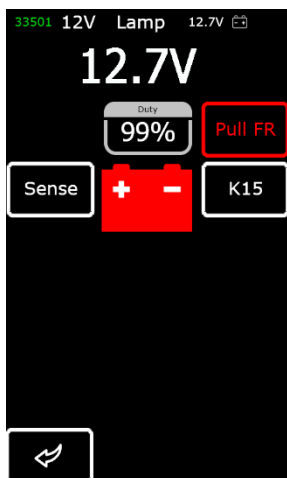 33501 12V Lamp 12.7V
12.7V
Duty
99% Pull FR
Sense + - K15